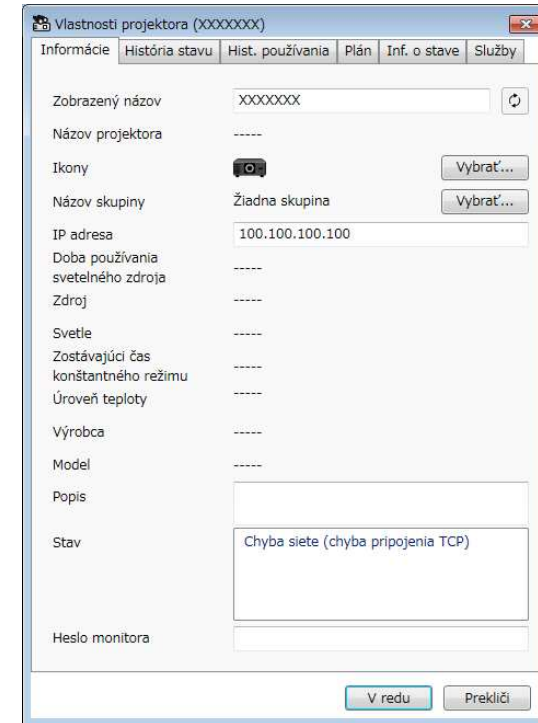 Vlastnosti projektora (XXXXXXX)
Informácie História stavu Hist. používania Plán Inf. o stave Služby
Zobrazený názov XXXXXXX
Názov projektora -----
Ikony Vybrať...
Názov skupiny Žiadna skupina Vybrať...
IP adresa 100.100.100.100
Doba používania
svetelného zdroja -----
Zdroj -----
Svetle -----
Zostávajúci čas
konštantného režimu -----
Úroveň teploty -----
Výrobca -----
Model -----
Popis
Stav Chyba siete (chyba pripojenia TCP)
Heslo monitora
V redu Prekliči